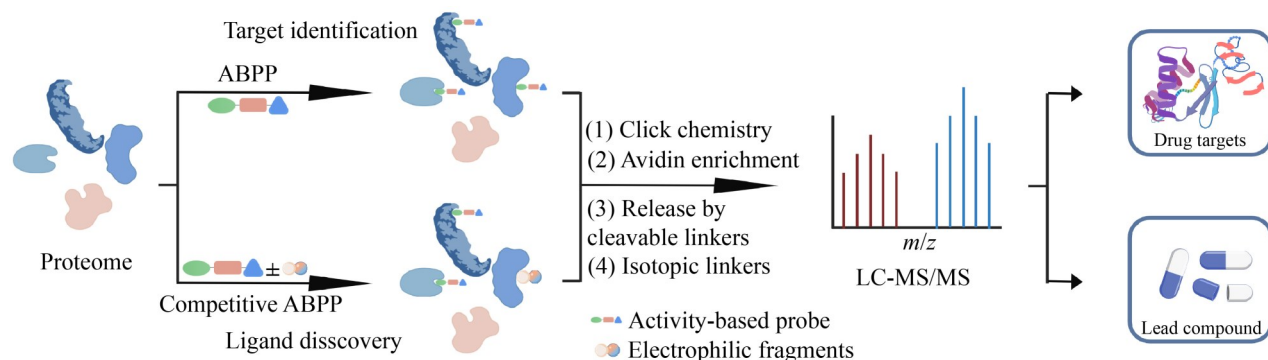 Target identification
ABPP
Proteome
±
Competitive ABPP
Ligand disscovery
(1) Click chemistry
(2) Avidin enrichment
(3) Release by
cleavable linkers
(4) Isotopic linkers
Activity-based probe
Electrophilic fragments
m/z
LC-MS/MS
Drug targets
Lead compound